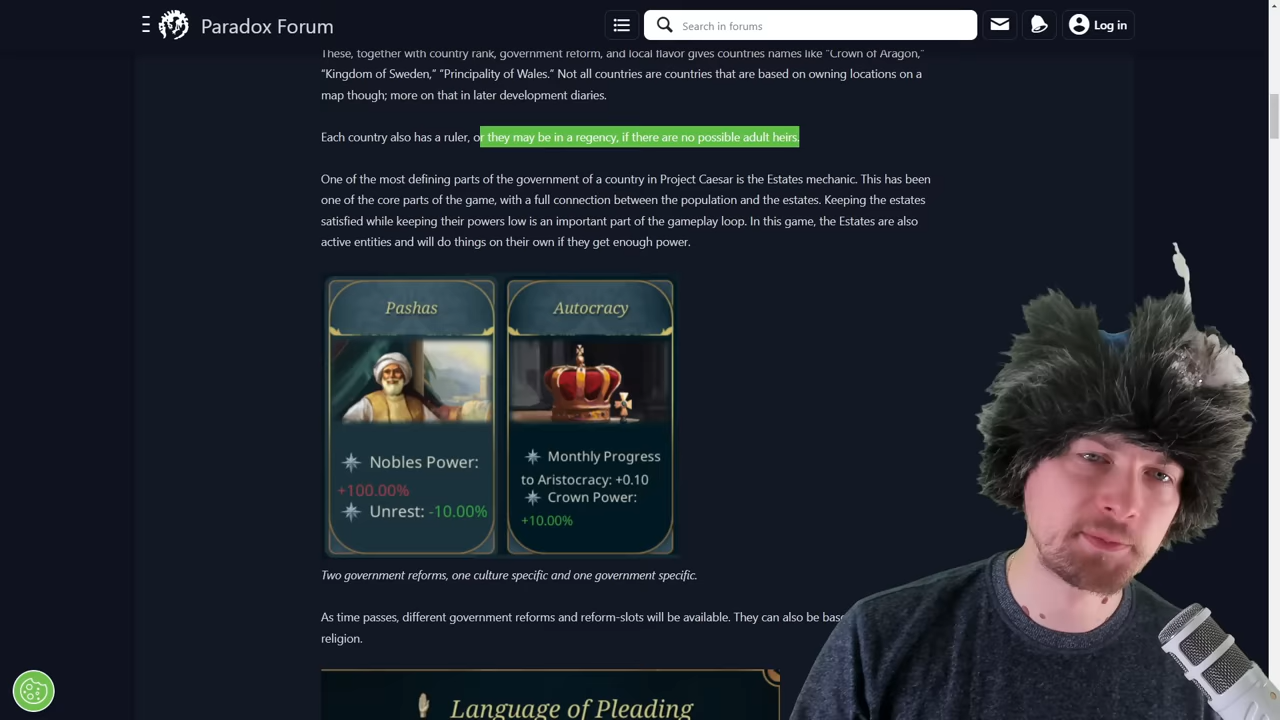 Paradox Forum
Search in forums
Log in
These, together with country rank, government reform, and local flavor gives countries names like “Crown of Aragon,”
“Kingdom of Sweden,” “Principality of Wales.” Not all countries are countries that are based on owning locations on a
map though; more on that in later development diaries.
Each country also has a ruler, or they may be in a regency, if there are no possible adult heirs.
One of the most defining parts of the government of a country in Project Caesar is the Estates mechanic. This has been
one of the core parts of the game, with a full connection between the population and the estates. Keeping the estates
satisfied while keeping their powers low is an important part of the gameplay loop. In this game, the Estates are also
active entities and will do things on their own if they get enough power.
Pashas
Nobles Power:
+100.00%
Unrest: -10.00%
Autocracy
Monthly Progress
to Aristocracy: +0.10
Crown Power:
+10.00%
Two government reforms, one culture specific and one government specific.
As time passes, different government reforms and reform-slots will be available. They can also be
religion.
Language of Pleading